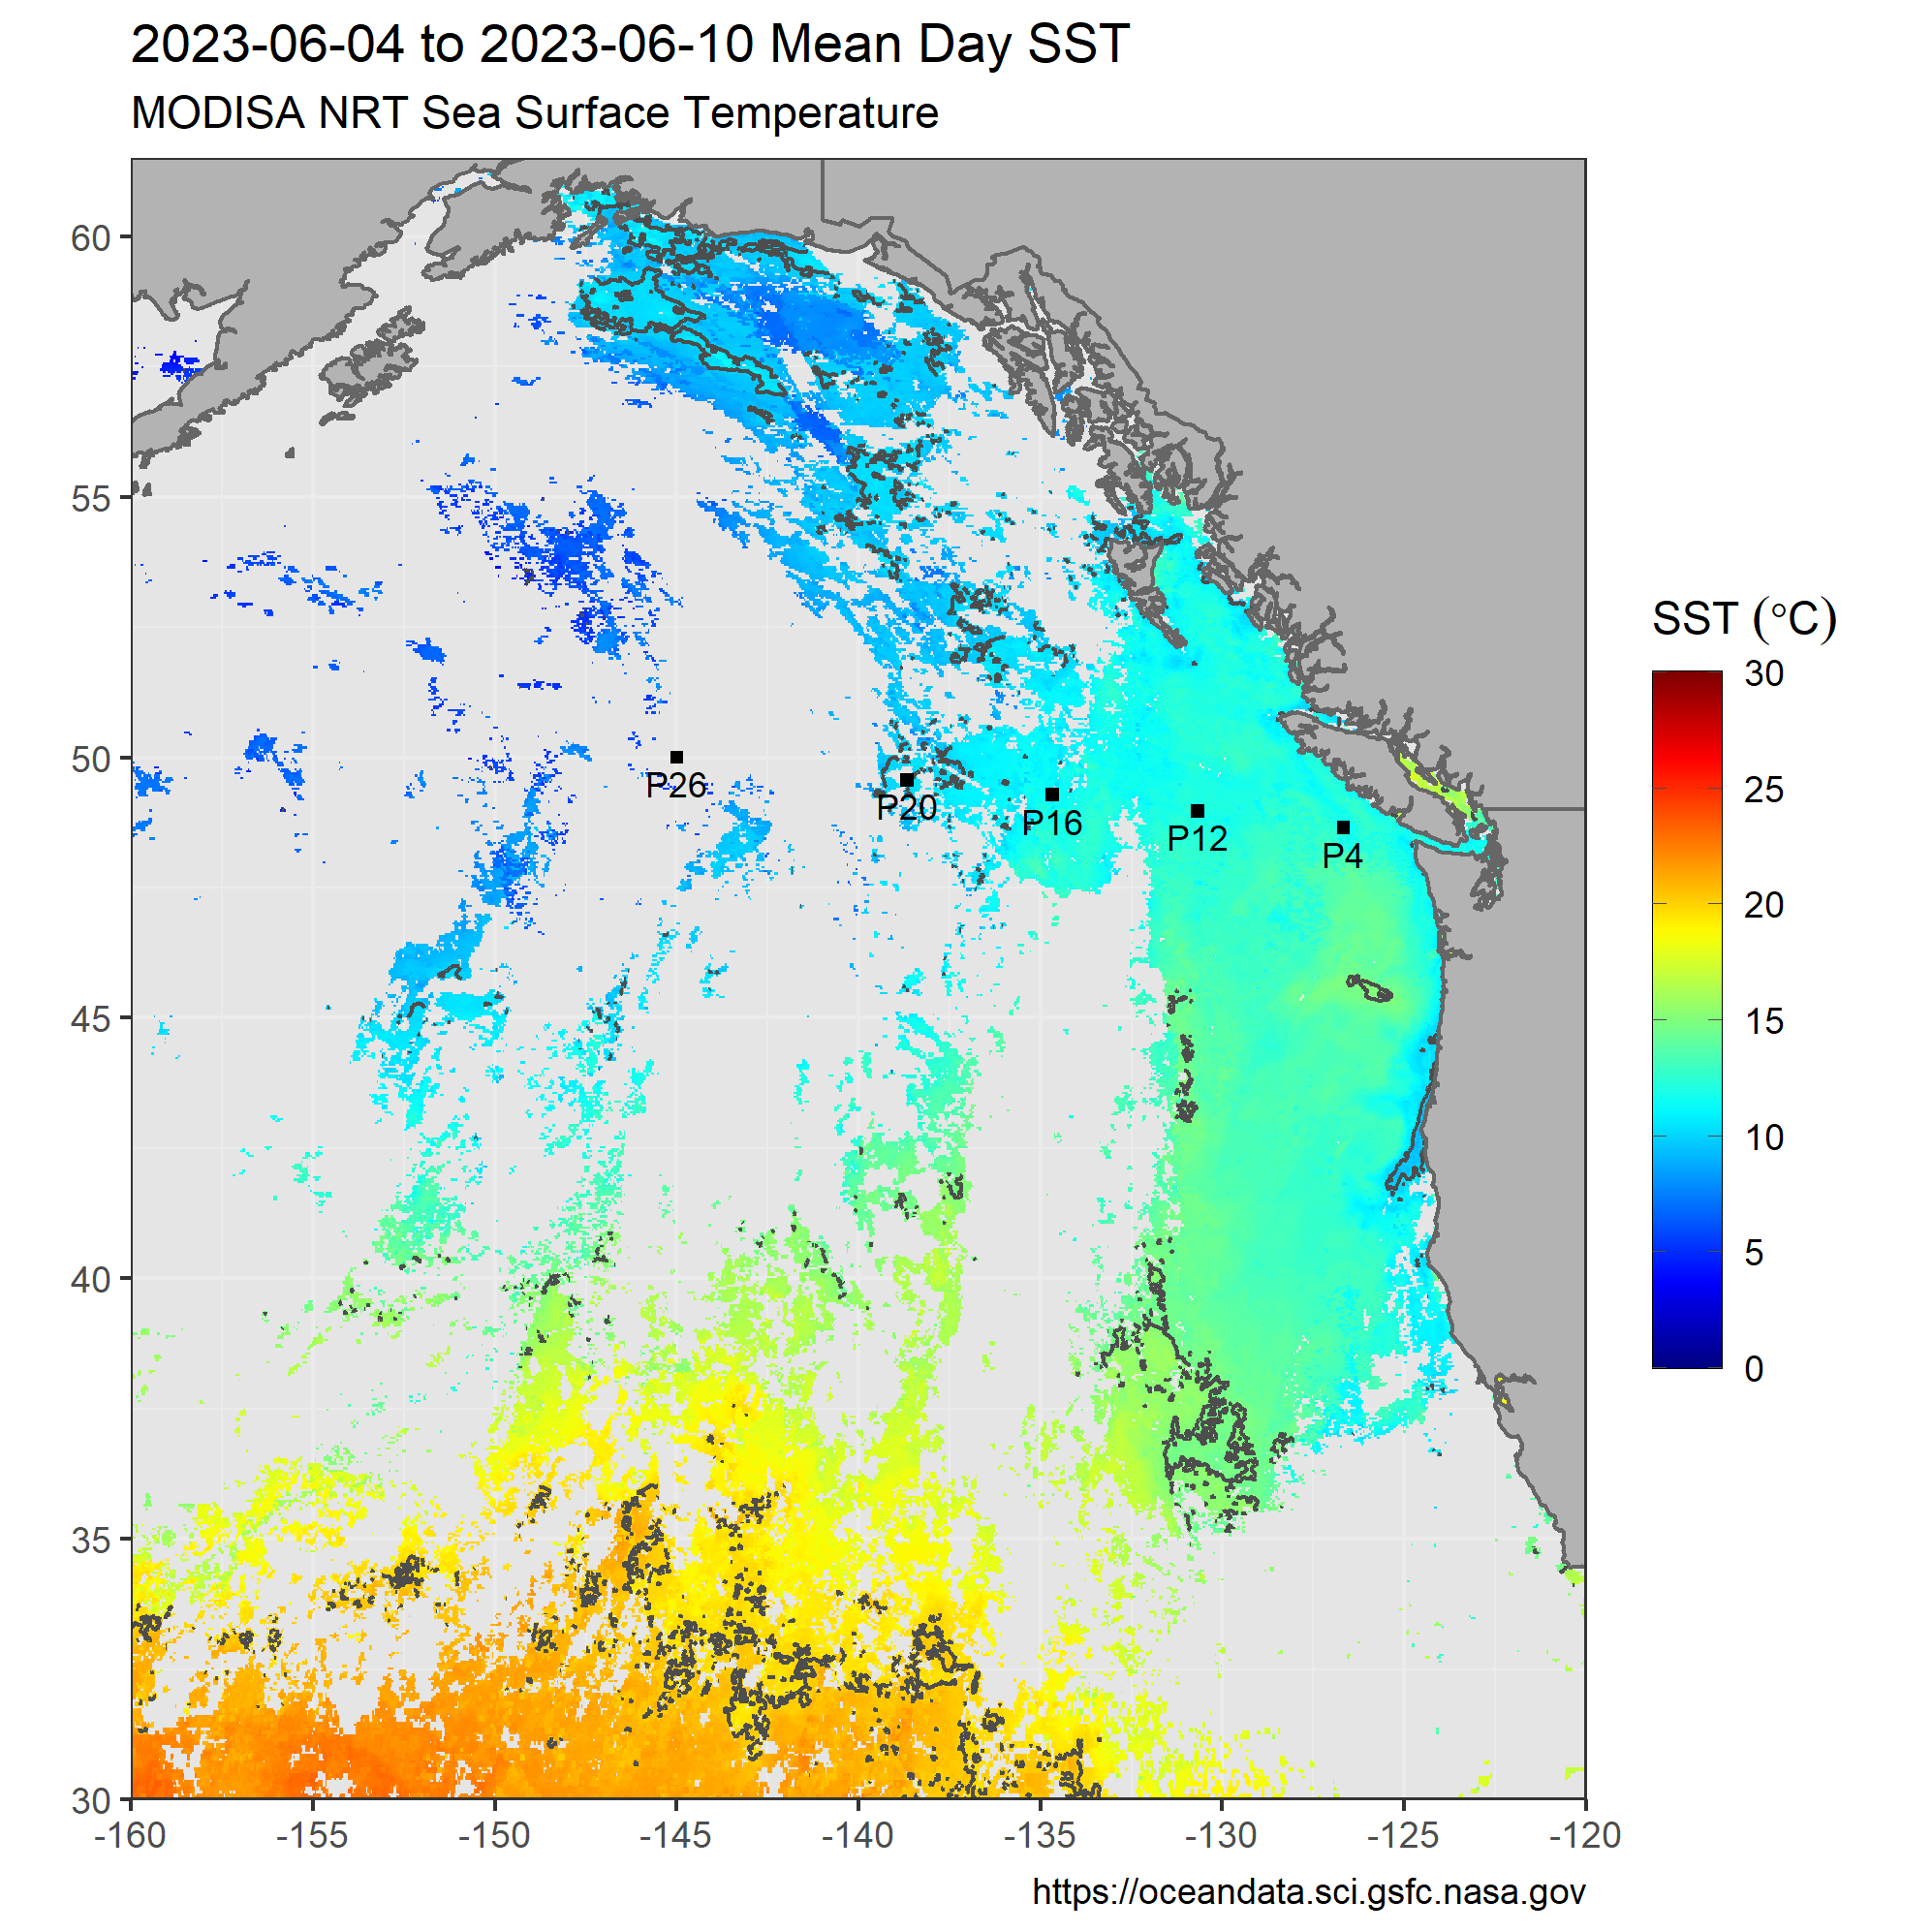 2023-06-04 to 2023-06-10 Mean Day SST
MODISA NRT Sea Surface Temperature
60
55
50
45
40
35
30
P26
P20
P16
P12
P4
-160
-155
-150
-145
-140
-135
-130
-125
-120
SST (°C)
30
25
20
15
10
5
0
https://oceandata.sci.gsfc.nasa.gov